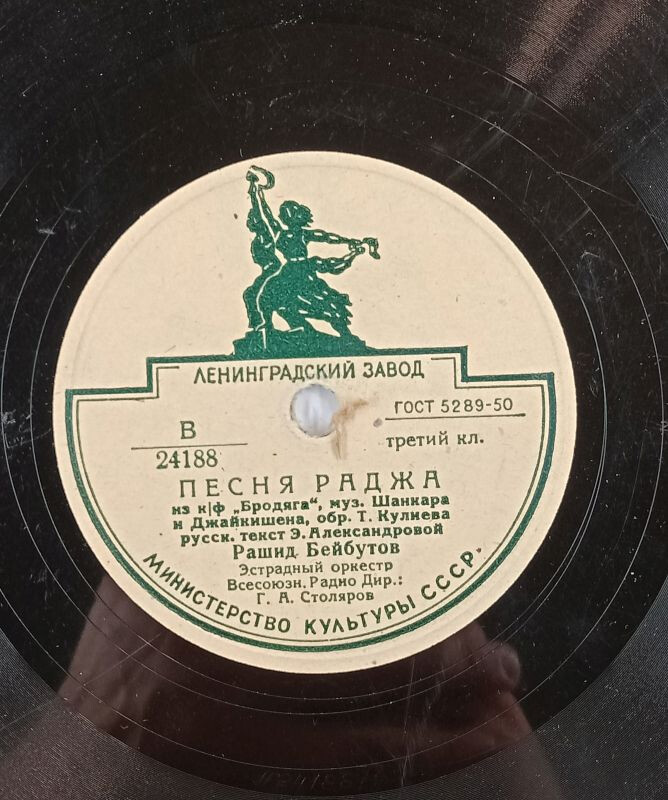 ЛЕНИНГРАДСКИЙ ЗАВОД
ГОСТ 5289-50
третий кл.
В
24188
ПЕСНЯ РАДЖА
из к|ф „Бродяга“, муз. Шанкара
и Джайкишена, обр. Т. Кулиева
русск. текст Э. Александровой
Рашид Бейбутов
Эстрадный оркестр
Всесоюзн. Радио Дир.:
Г. А. Столяров
МИНИСТЕРСТВО КУЛЬТУРЫ СССР.